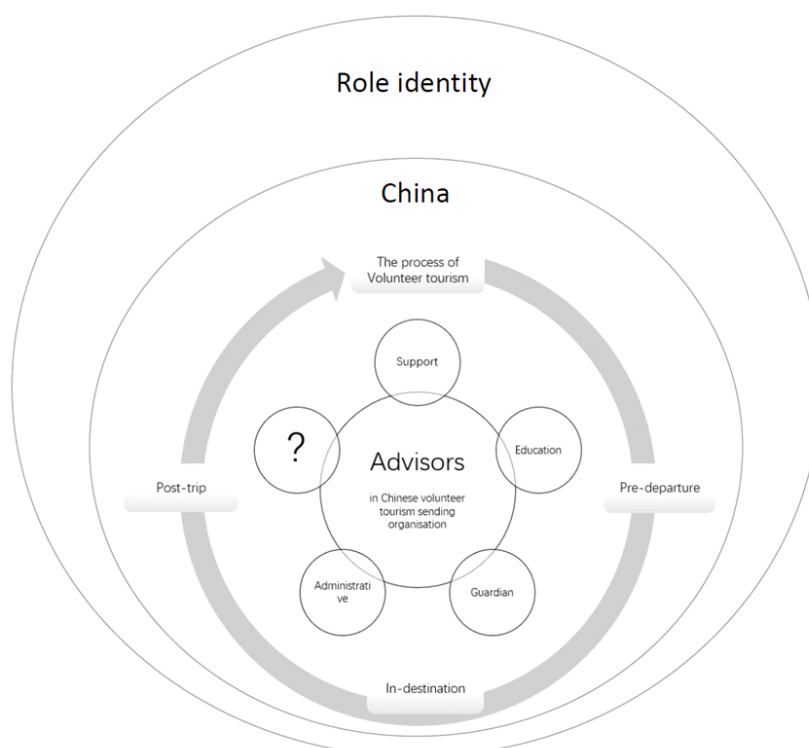 Role identity
China
The process of
Volunteer tourism
Support
?
Education
Advisors
in Chinese volunteer
tourism sending
organisation
Post-trip
Pre-departure
Administrati
ve
Guardian
In-destination